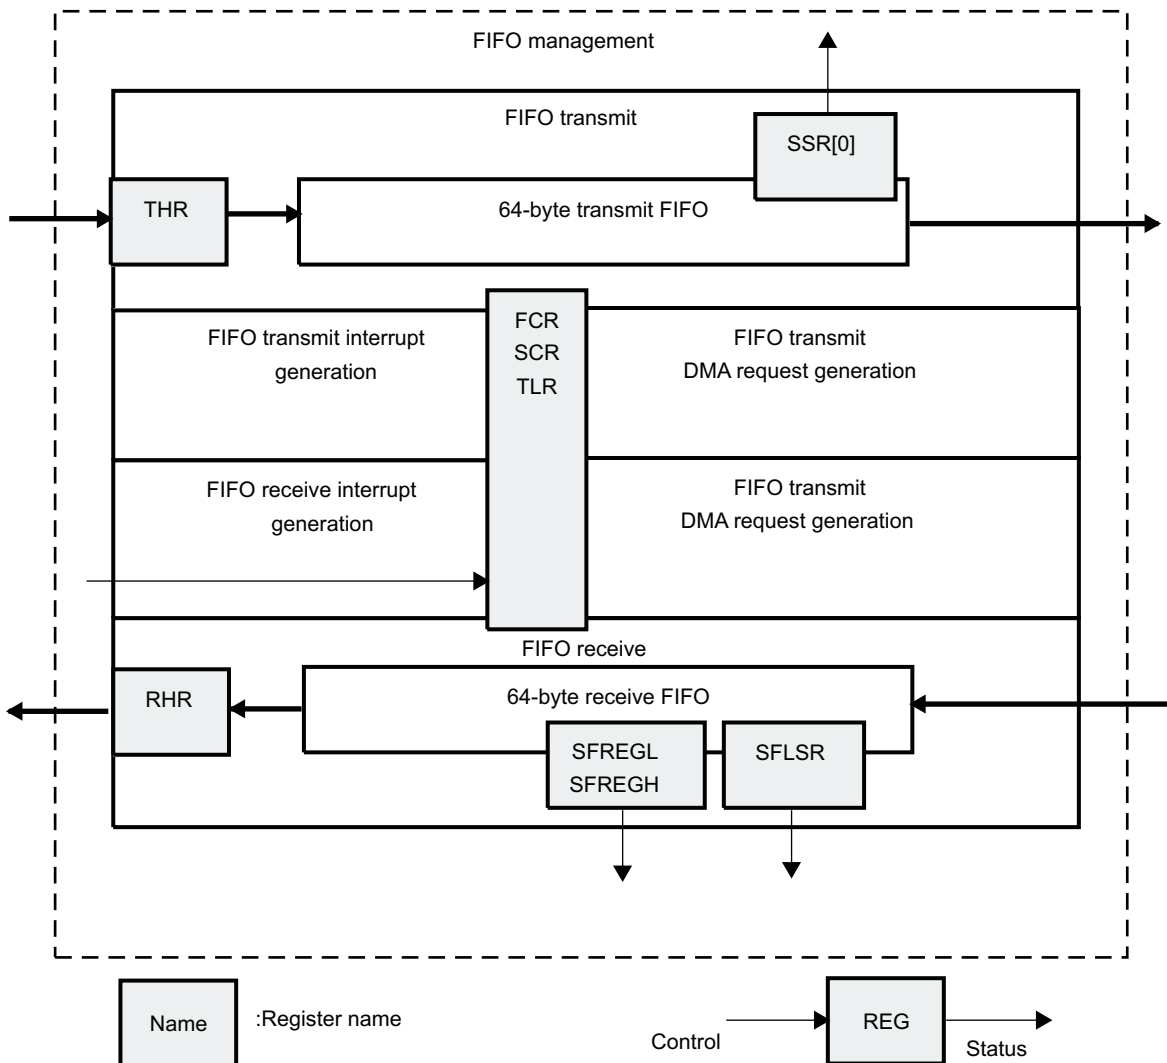 FIFO management
FIFO transmit
SSR[0]
THR
64-byte transmit FIFO
FCR
SCR
TLR
FIFO transmit interrupt
generation
FIFO transmit
DMA request generation
FIFO receive interrupt
generation
FIFO transmit
DMA request generation
FIFO receive
RHR
64-byte receive FIFO
SFREGL
SFREGH
SFLSR
Name
:Register name
Control
REG
Status